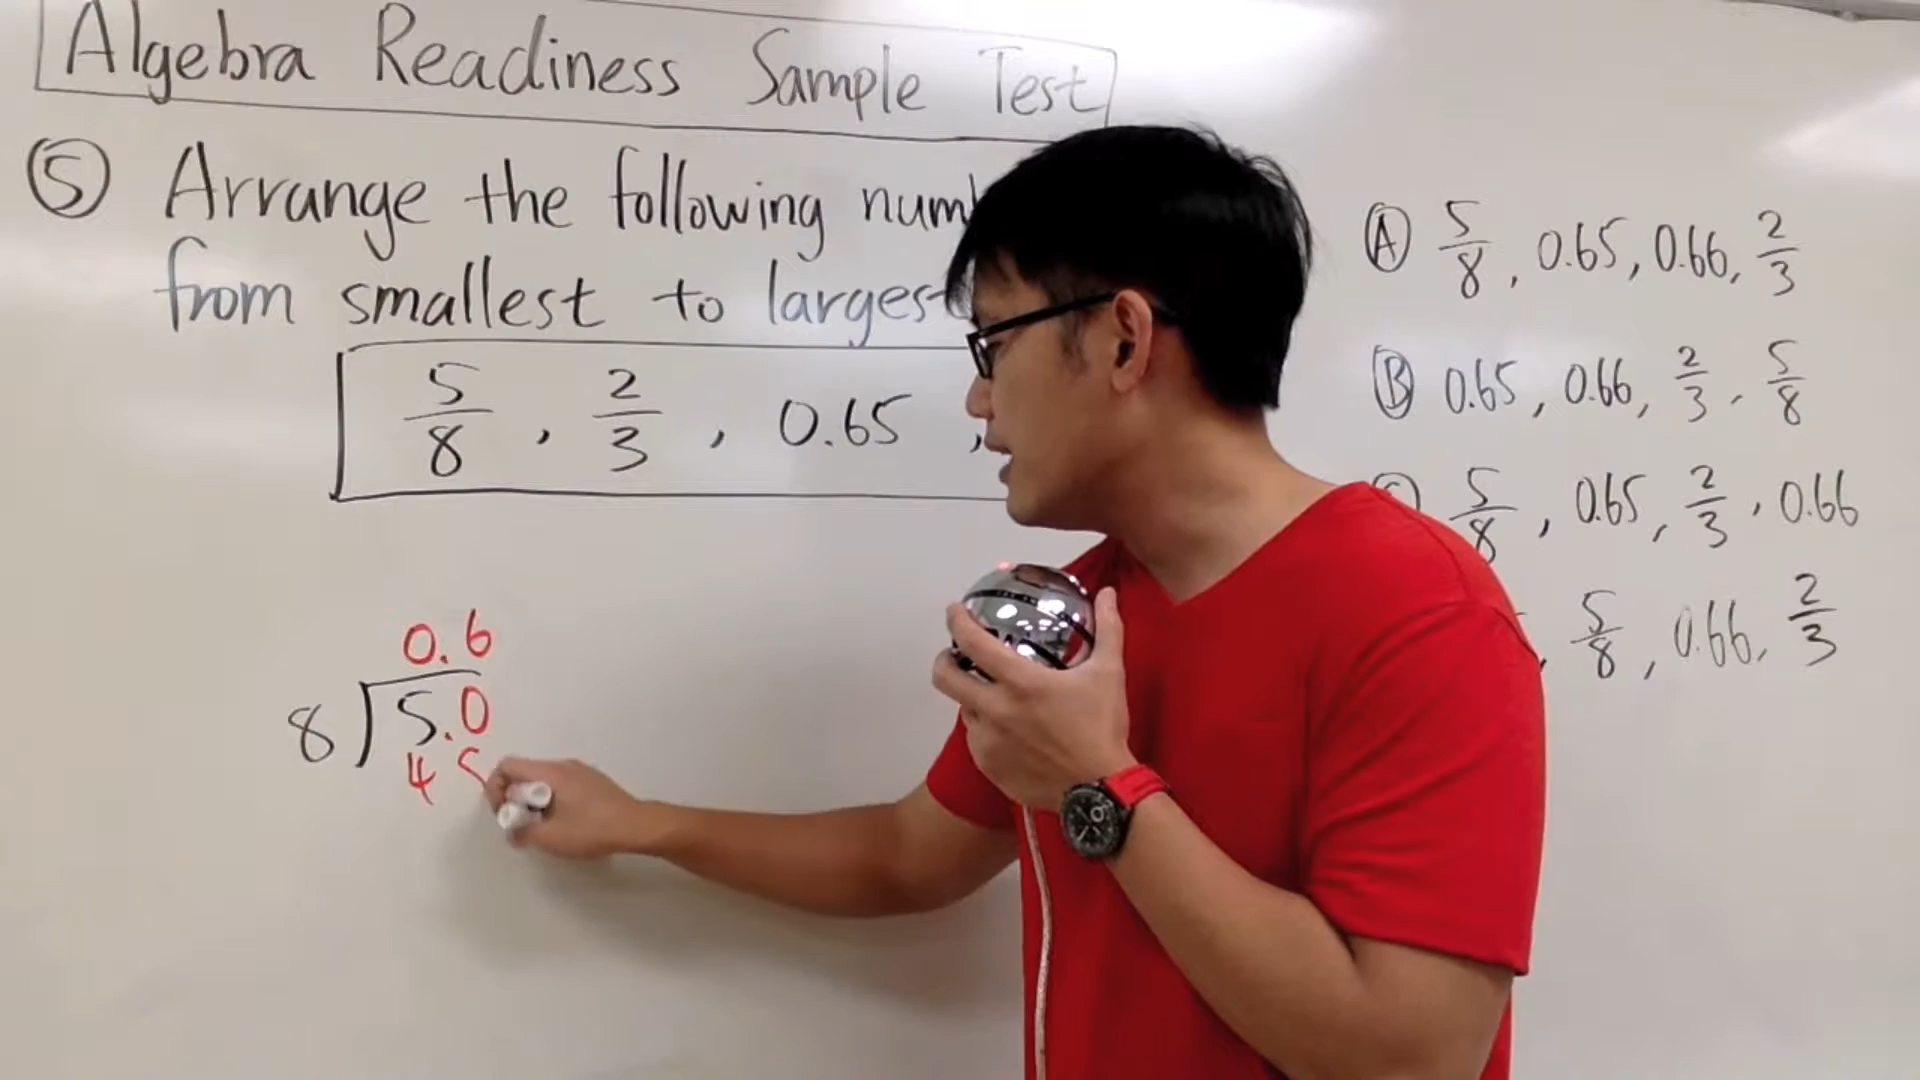 Algebra Readiness Sample Test
⑤ Arrange the following
from smallest to largest
5/8, 2/3, 0.65,
Ⓐ 5/8, 0.65, 0.66, 2/3
Ⓑ 0.65, 0.66, 2/3, 5/8
5/8, 0.65, 2/3, 0.66
, 5/8, 0.66, 2/3
0.6
8 5.0
4